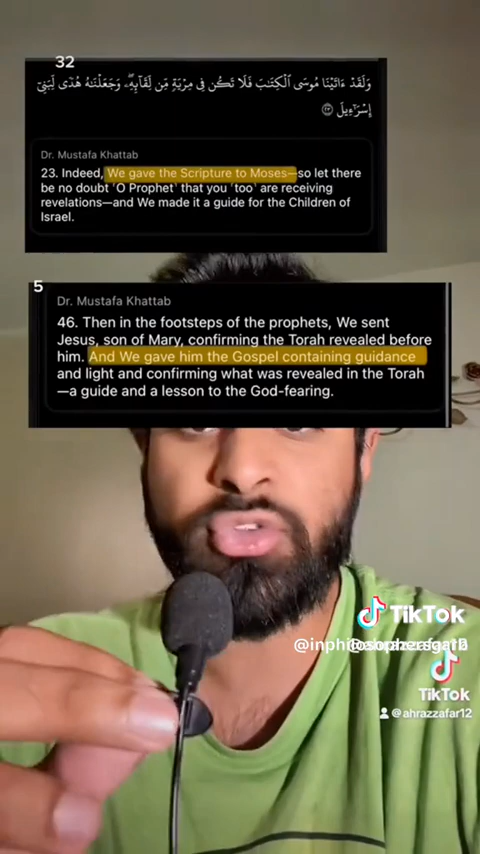 32
وَلَقَدْ ءَاتَيْنَا مُوسَى ٱلْكِتَٰبَ فَلَا تَكُن فِى مِرْيَةٍ مِّن لِّقَآئِهِۦ ۖ وَجَعَلْنَٰهُ هُدًى لِّبَنِىٓ
إِسْرَٰٓءِيلَ ٢٣
Dr. Mustafa Khattab
23. Indeed, We gave the Scripture to Moses—so let there
be no doubt ˹O Prophet˺ that you ˹too˺ are receiving
revelations—and We made it a guide for the Children of
Israel.
5
Dr. Mustafa Khattab
46. Then in the footsteps of the prophets, We sent
Jesus, son of Mary, confirming the Torah revealed before
him. And We gave him the Gospel containing guidance
and light and confirming what was revealed in the Torah
—a guide and a lesson to the God-fearing.
TikTok
TikTok
@ahrazzafar12